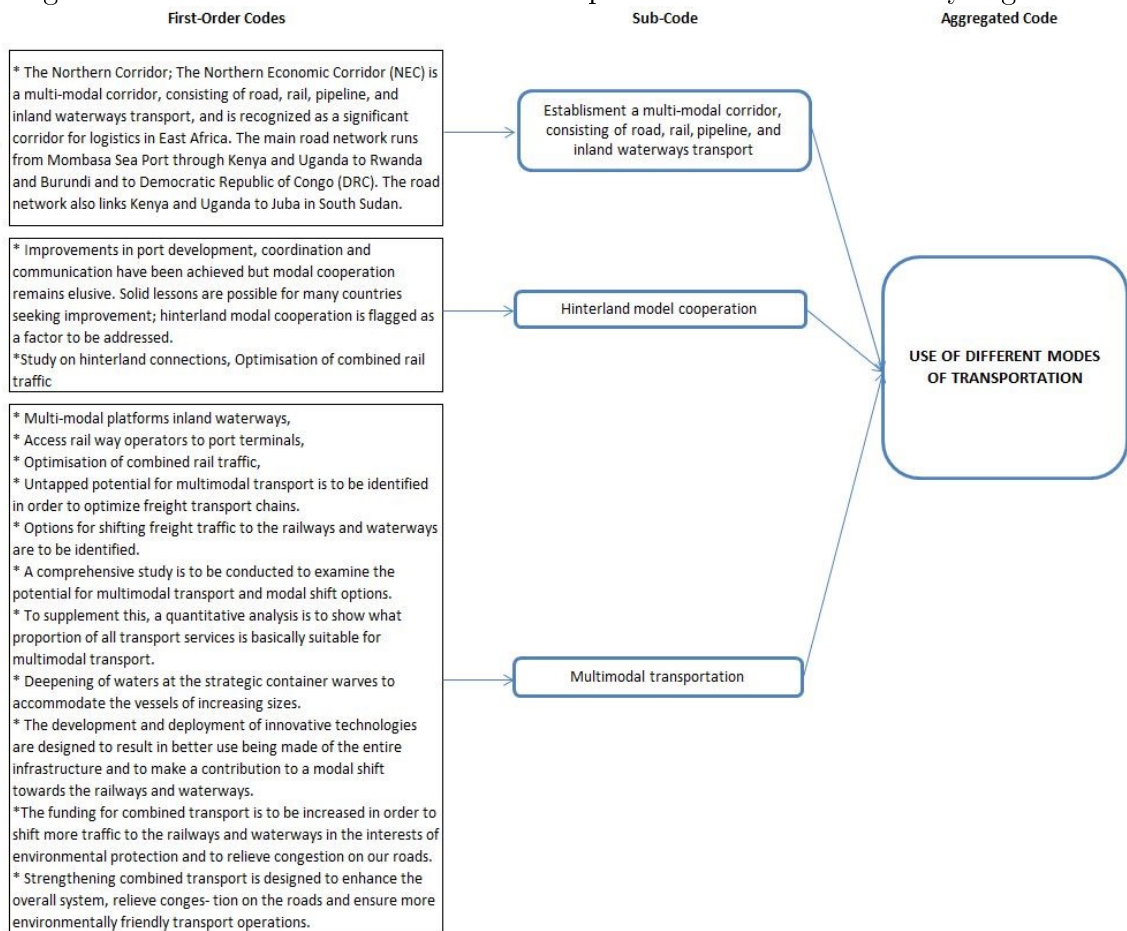 First-Order Codes
Sub-Code
Aggregated Code
* The Northern Corridor; The Northern Economic Corridor (NEC) is
a multi-modal corridor, consisting of road, rail, pipeline, and
inland waterways transport, and is recognized as a significant
corridor for logistics in East Africa. The main road network runs
from Mombasa Sea Port through Kenya and Uganda to Rwanda
and Burundi and to Democratic Republic of Congo (DRC). The road
network also links Kenya and Uganda to Juba in South Sudan.
Establisment a multi-modal corridor,
consisting of road, rail, pipeline, and
inland waterways transport
* Improvements in port development, coordination and
communication have been achieved but modal cooperation
remains elusive. Solid lessons are possible for many countries
seeking improvement; hinterland modal cooperation is flagged as
a factor to be addressed.
*Study on hinterland connections, Optimisation of combined rail
traffic
Hinterland model cooperation
USE OF DIFFERENT MODES
OF TRANSPORTATION
* Multi-modal platforms inland waterways,
* Access rail way operators to port terminals,
* Optimisation of combined rail traffic,
* Untapped potential for multimodal transport is to be identified
in order to optimize freight transport chains.
* Options for shifting freight traffic to the railways and waterways
are to be identified.
* A comprehensive study is to be conducted to examine the
potential for multimodal transport and modal shift options.
* To supplement this, a quantitative analysis is to show what
proportion of all transport services is basically suitable for
multimodal transport.
* Deepening of waters at the strategic container warves to
accommodate the vessels of increasing sizes.
* The development and deployment of innovative technologies
are designed to result in better use being made of the entire
infrastructure and to make a contribution to a modal shift
towards the railways and waterways.
*The funding for combined transport is to be increased in order to
shift more traffic to the railways and waterways in the interests of
environmental protection and to relieve congestion on our roads.
* Strengthening combined transport is designed to enhance the
overall system, relieve conges- tion on the roads and ensure more
environmentally friendly transport operations.
Multimodal transportation